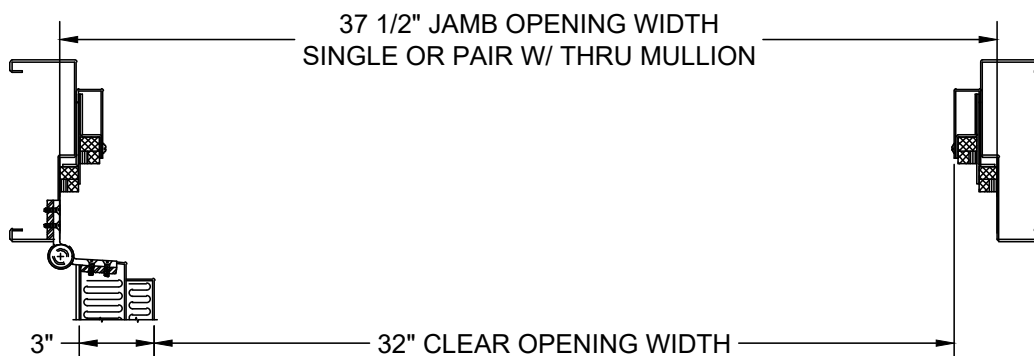 37 1/2" JAMB OPENING WIDTH
SINGLE OR PAIR W/ THRU MULLION
3"
32" CLEAR OPENING WIDTH